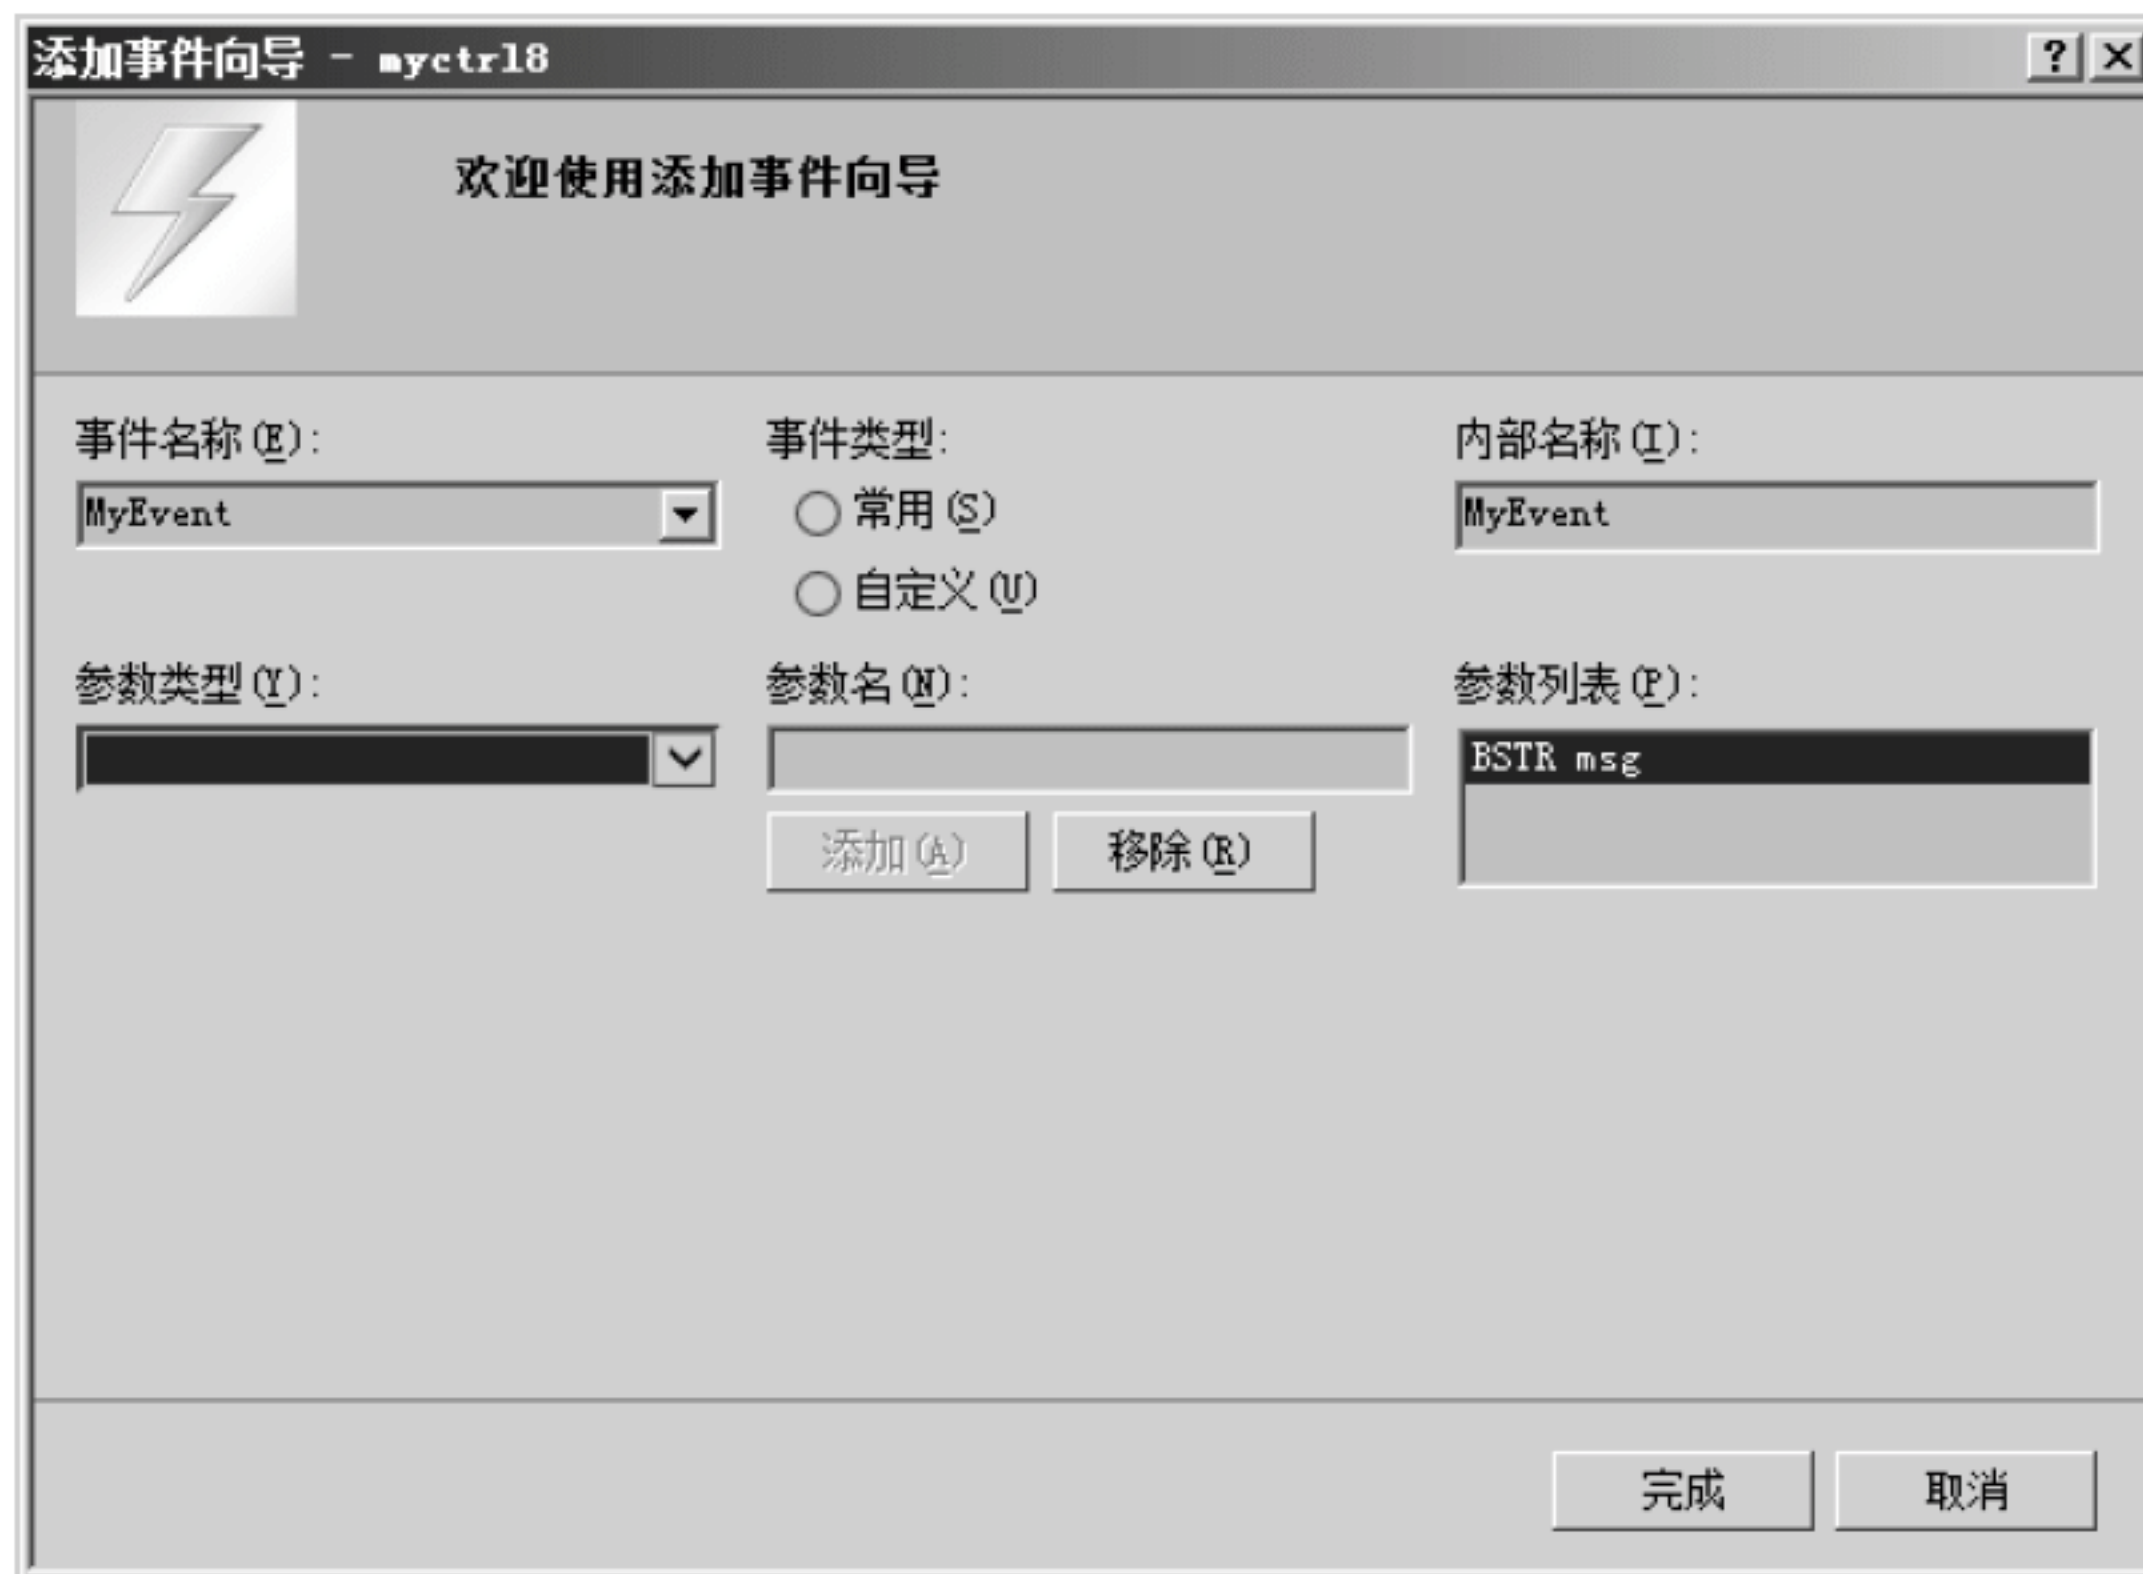 添加事件向导 - myctrl8
欢迎使用添加事件向导
事件名称(E):
事件类型:
内部名称(I):
MyEvent
常用(S)
MyEvent
自定义(U)
参数类型(Y):
参数名(N):
参数列表(P):
BSTR msg
添加(A)
移除(R)
完成
取消